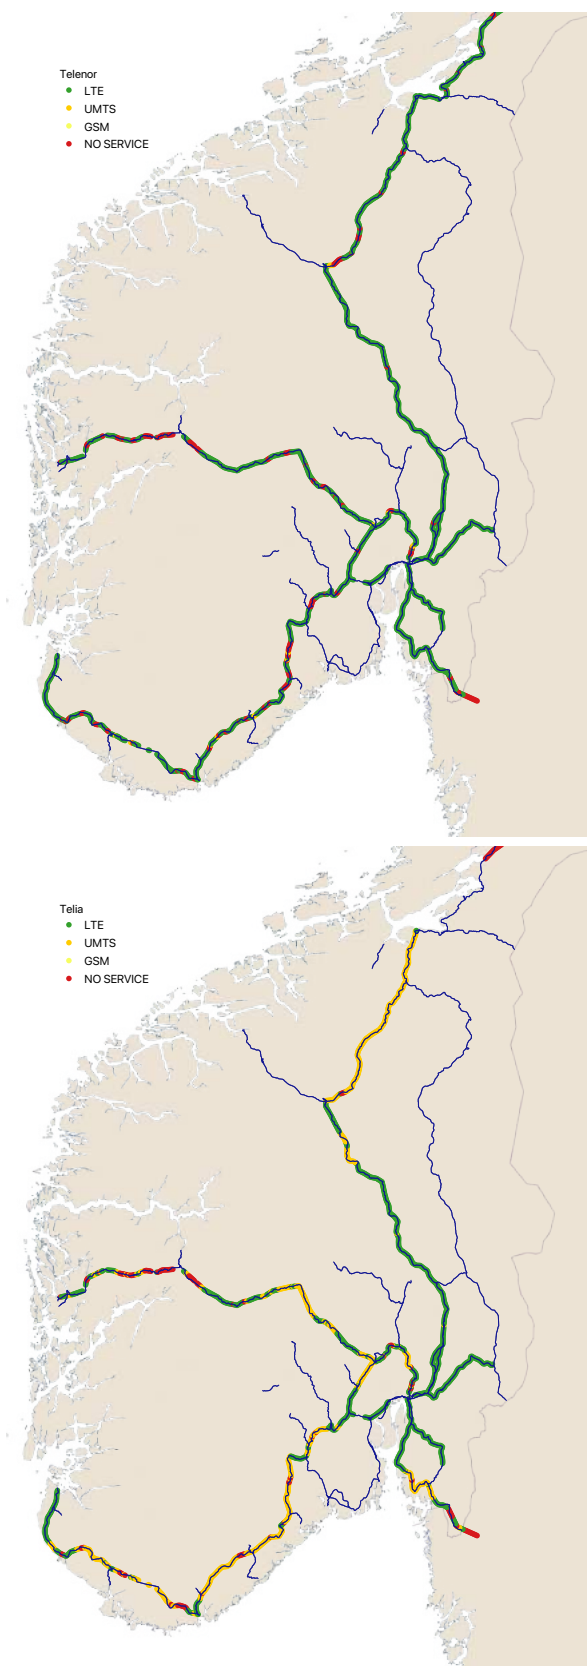 Telenor
LTE
UMTS
GSM
NO SERVICE
Telia
LTE
UMTS
GSM
NO SERVICE